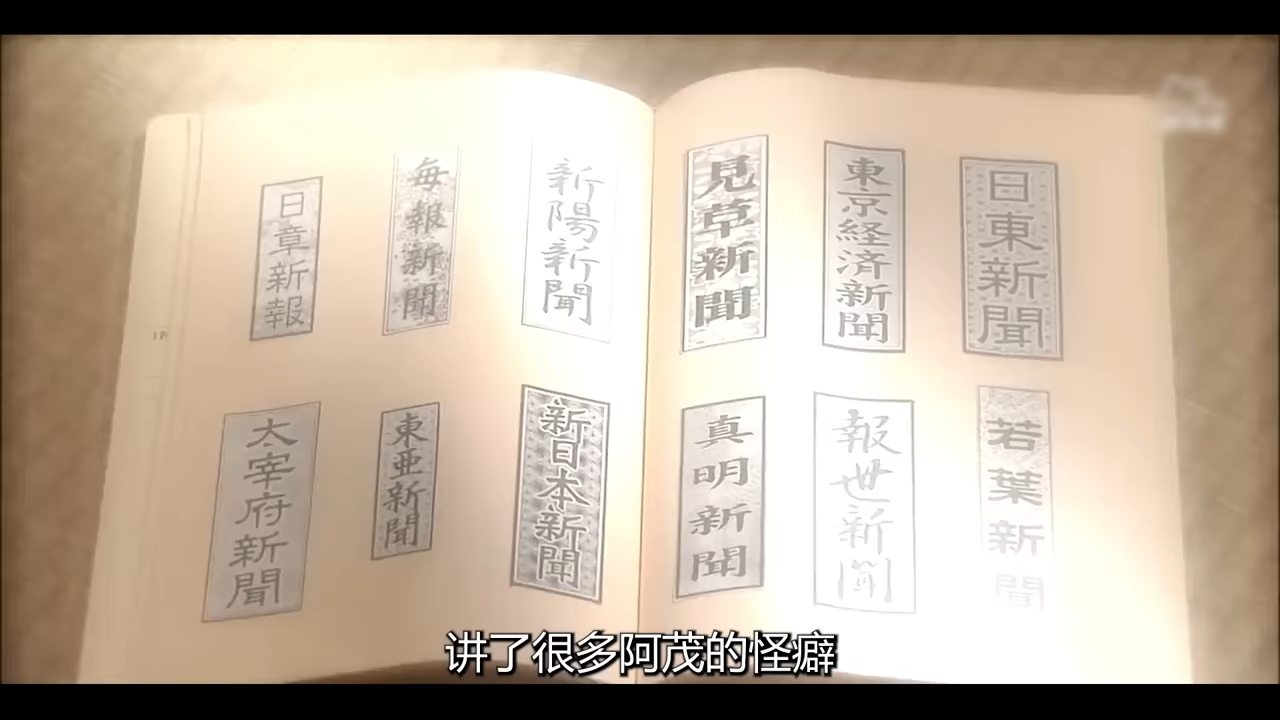 日章新報
毎報新聞
新陽新聞
見草新聞
東京経済新聞
日東新聞
太宰府新聞
東亜新聞
新日本新聞
真明新聞
報世新聞
若葉新聞
讲了很多阿茂的怪癖